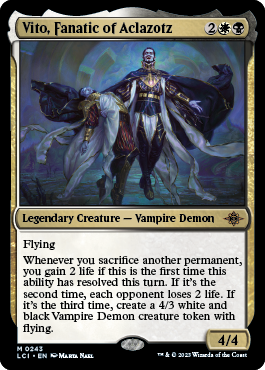 Vito, Fanatic of Aclazotz 2
Legendary Creature — Vampire Demon
Flying
Whenever you sacrifice another permanent,
you gain 2 life if this is the first time this
ability has resolved this turn. If it's the
second time, each opponent loses 2 life. If
it's the third time, create a 4/3 white and
black Vampire Demon creature token with
flying.
4/4
M 0243
LCI • EN Marta Nael
™ & © 2023 Wizards of the Coast